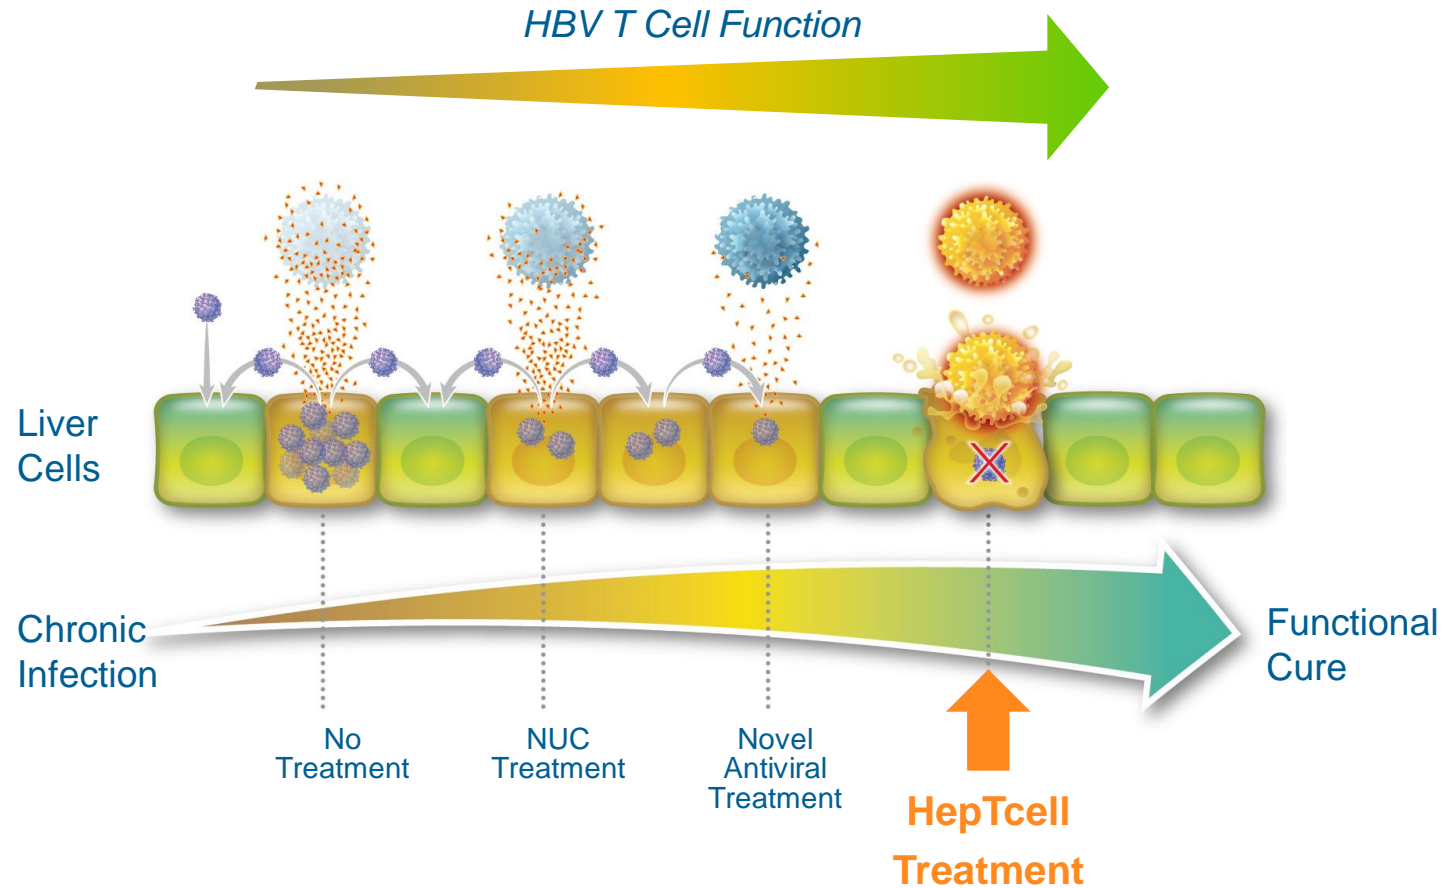 HBV T Cell Function
Liver
Cells
Chronic
Infection
Functional
Cure
No
Treatment
NUC
Treatment
Novel
Antiviral
Treatment
HepTcell
Treatment